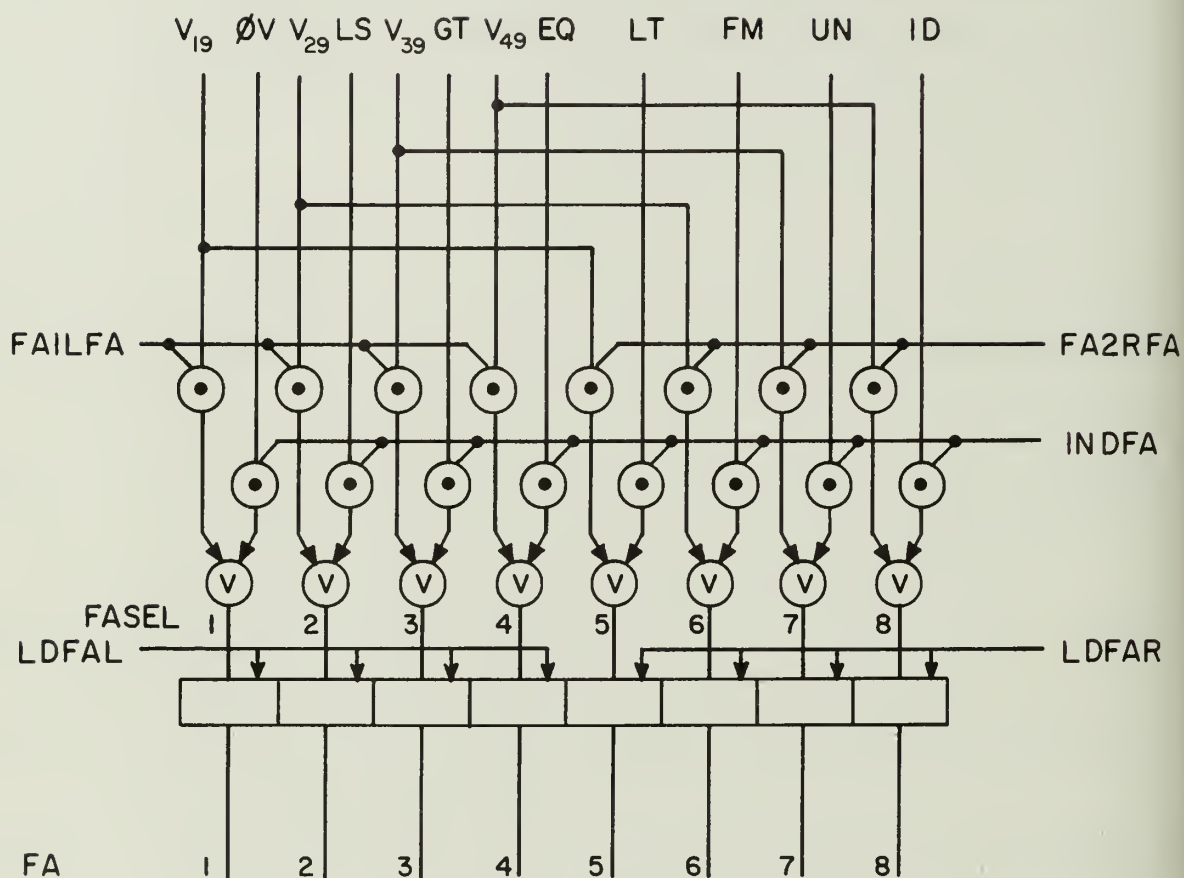 V19 ØV V29 LS V39 GT V49 EQ LT FM UN ID
FA1LFA FA2RFA
INDFA
V V V V V V V V
FASEL 1 2 3 4 5 6 7 8
LDFAL LDFAR
FA 1 2 3 4 5 6 7 8